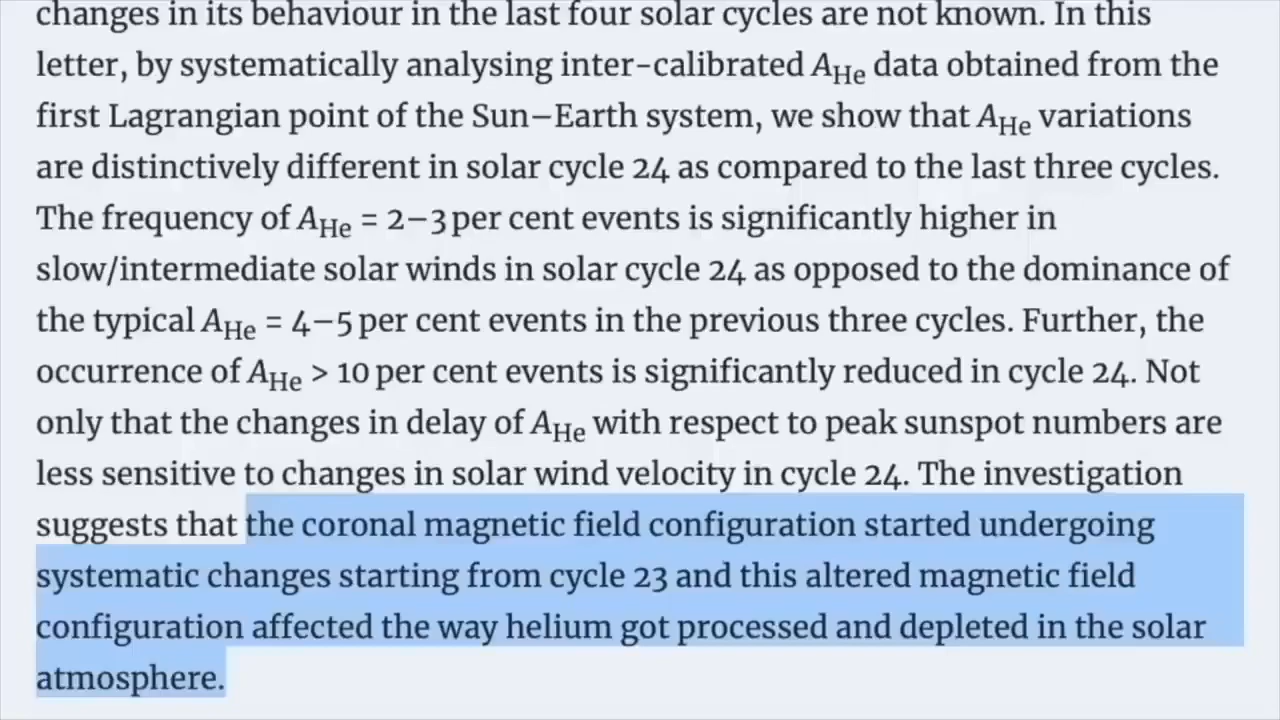 changes in its behaviour in the last four solar cycles are not known. In this
letter, by systematically analysing inter-calibrated AHe data obtained from the
first Lagrangian point of the Sun–Earth system, we show that AHe variations
are distinctively different in solar cycle 24 as compared to the last three cycles.
The frequency of AHe = 2–3 per cent events is significantly higher in
slow/intermediate solar winds in solar cycle 24 as opposed to the dominance of
the typical AHe = 4–5 per cent events in the previous three cycles. Further, the
occurrence of AHe > 10 per cent events is significantly reduced in cycle 24. Not
only that the changes in delay of AHe with respect to peak sunspot numbers are
less sensitive to changes in solar wind velocity in cycle 24. The investigation
suggests that the coronal magnetic field configuration started undergoing
systematic changes starting from cycle 23 and this altered magnetic field
configuration affected the way helium got processed and depleted in the solar
atmosphere.